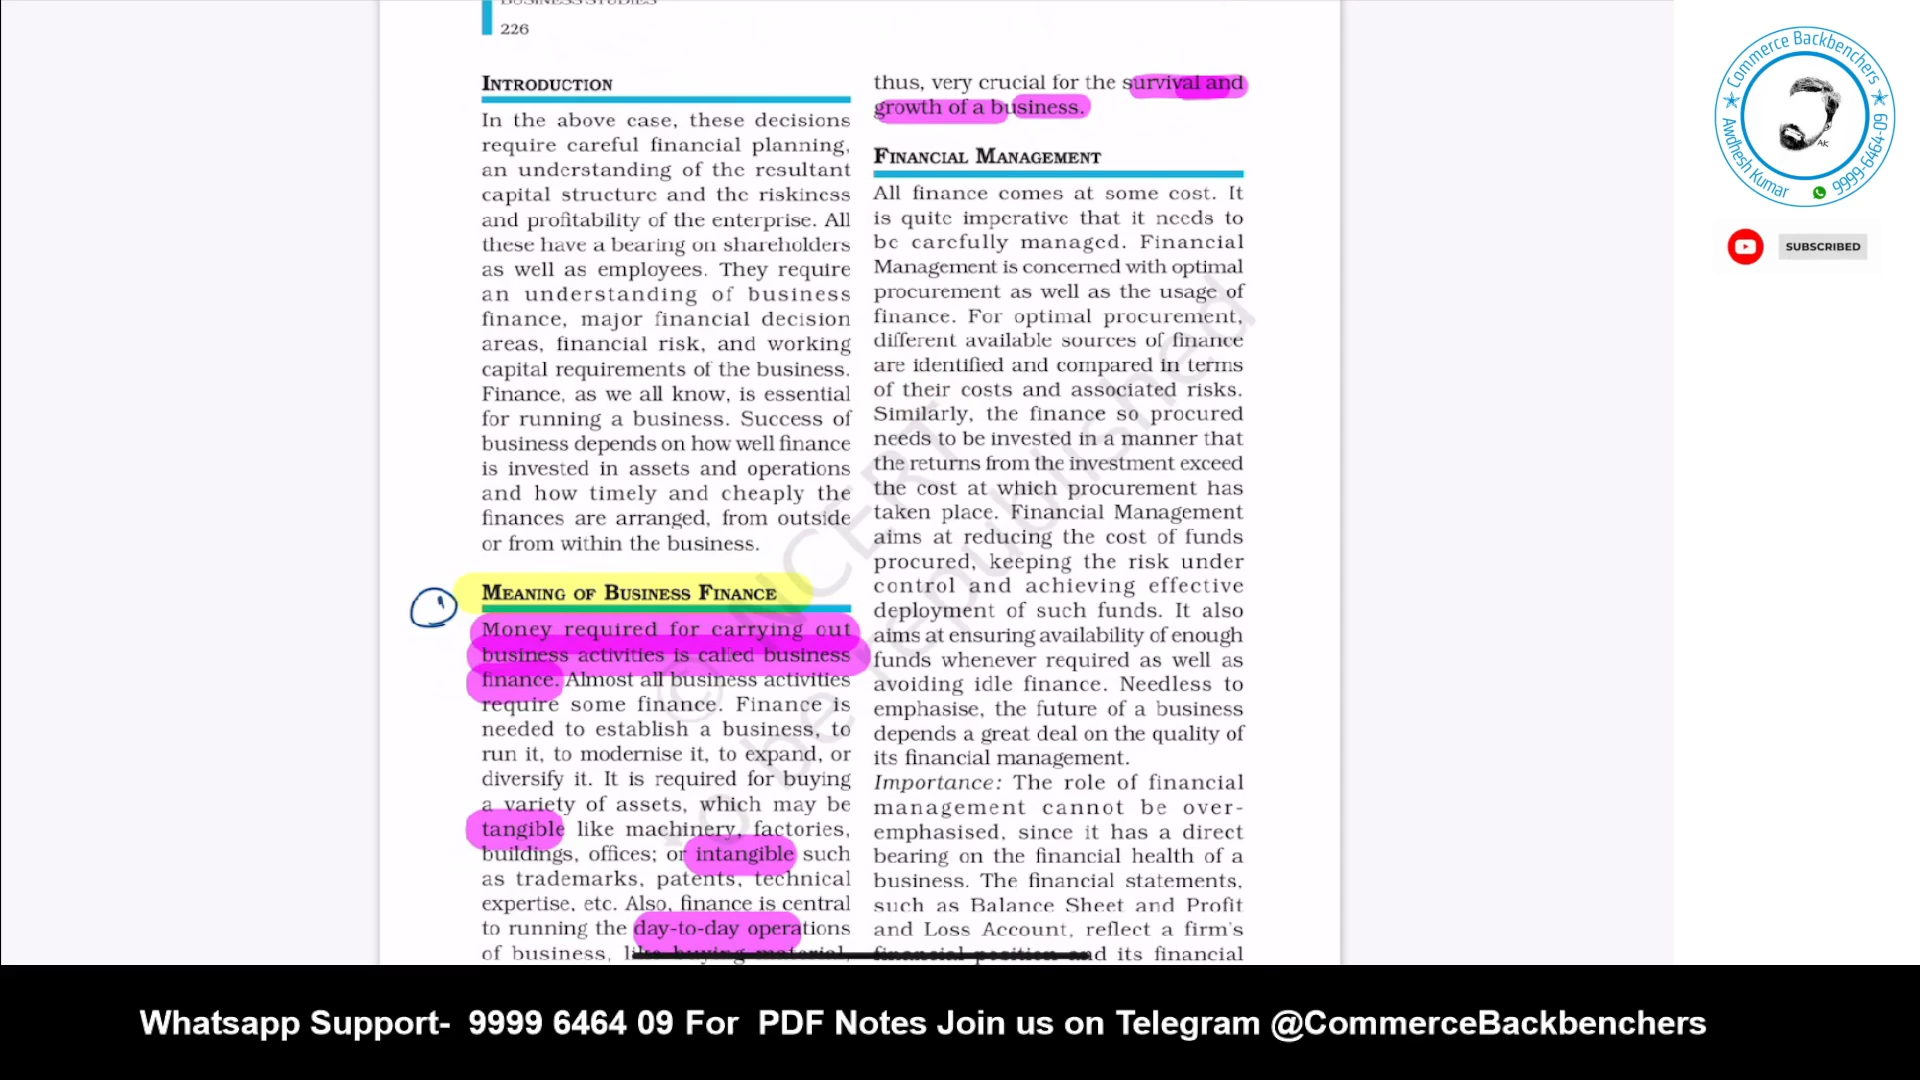 BUSINESS STUDIES
226
INTRODUCTION
In the above case, these decisions
require careful financial planning,
an understanding of the resultant
capital structure and the riskiness
and profitability of the enterprise. All
these have a bearing on shareholders
as well as employees. They require
an understanding of business
finance, major financial decision
areas, financial risk, and working
capital requirements of the business.
Finance, as we all know, is essential
for running a business. Success of
business depends on how well finance
is invested in assets and operations
and how timely and cheaply the
finances are arranged, from outside
or from within the business.
MEANING OF BUSINESS FINANCE
Money required for carrying out
business activities is called business
finance. Almost all business activities
require some finance. Finance is
needed to establish a business, to
run it, to modernise it, to expand, or
diversify it. It is required for buying
a variety of assets, which may be
tangible like machinery, factories,
buildings, offices; or intangible such
as trademarks, patents, technical
expertise, etc. Also, finance is central
to running the day-to-day operations
of business, like buying material,
thus, very crucial for the survival and
growth of a business.
FINANCIAL MANAGEMENT
All finance comes at some cost. It
is quite imperative that it needs to
be carefully managed. Financial
Management is concerned with optimal
procurement as well as the usage of
finance. For optimal procurement,
different available sources of finance
are identified and compared in terms
of their costs and associated risks.
Similarly, the finance so procured
needs to be invested in a manner that
the returns from the investment exceed
the cost at which procurement has
taken place. Financial Management
aims at reducing the cost of funds
procured, keeping the risk under
control and achieving effective
deployment of such funds. It also
aims at ensuring availability of enough
funds whenever required as well as
avoiding idle finance. Needless to
emphasise, the future of a business
depends a great deal on the quality of
its financial management.
Importance: The role of financial
management cannot be over-
emphasised, since it has a direct
bearing on the financial health of a
business. The financial statements,
such as Balance Sheet and Profit
and Loss Account, reflect a firm's
financial position and its financial
© NCERT
to be republished
Commerce Backbenchers
Awdhesh Kumar
9999-6464-09
AK
SUBSCRIBED
Whatsapp Support- 9999 6464 09 For PDF Notes Join us on Telegram @CommerceBackbenchers